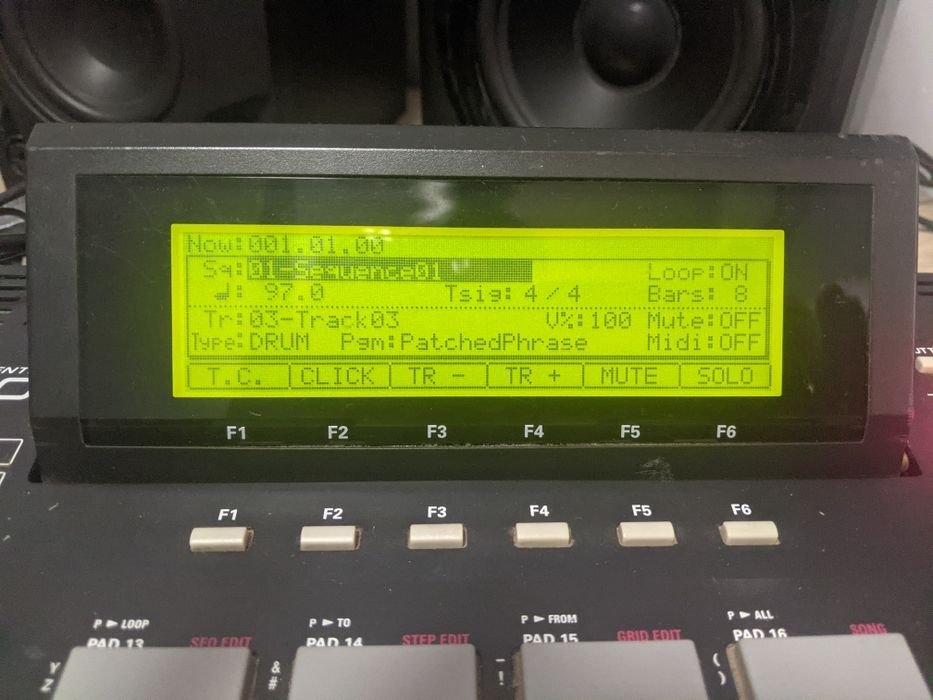 Now:001.01.00
Sq:01-Sequence01 Loop:ON
♩: 97.0 Tsig: 4/4 Bars: 8
Tr:03-Track03 V%:100 Mute:OFF
Type:DRUM Pgm:PatchedPhrase Midi:OFF
T.C. CLICK TR - TR + MUTE SOLO
F1 F2 F3 F4 F5 F6
F1 F2 F3 F4 F5 F6
P ► LOOP P ► TO P ► FROM P ► ALL
PAD 13 SEQ EDIT PAD 14 STEP EDIT PAD 15 GRID EDIT PAD 16 SONG
Y & - (
Z # ! )